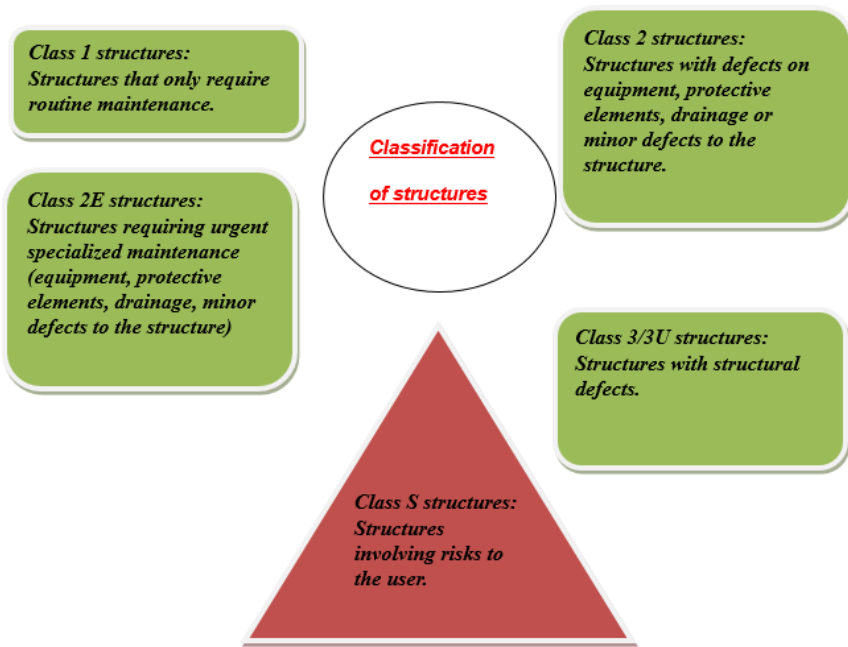 Class 1 structures:
Structures that only require
routine maintenance.
Class 2 structures:
Structures with defects on
equipment, protective
elements, drainage or
minor defects to the
structure.
Classification
of structures
Class 2E structures:
Structures requiring urgent
specialized maintenance
(equipment, protective
elements, drainage, minor
defects to the structure)
Class 3/3U structures:
Structures with structural
defects.
Class S structures:
Structures
involving risks to
the user.